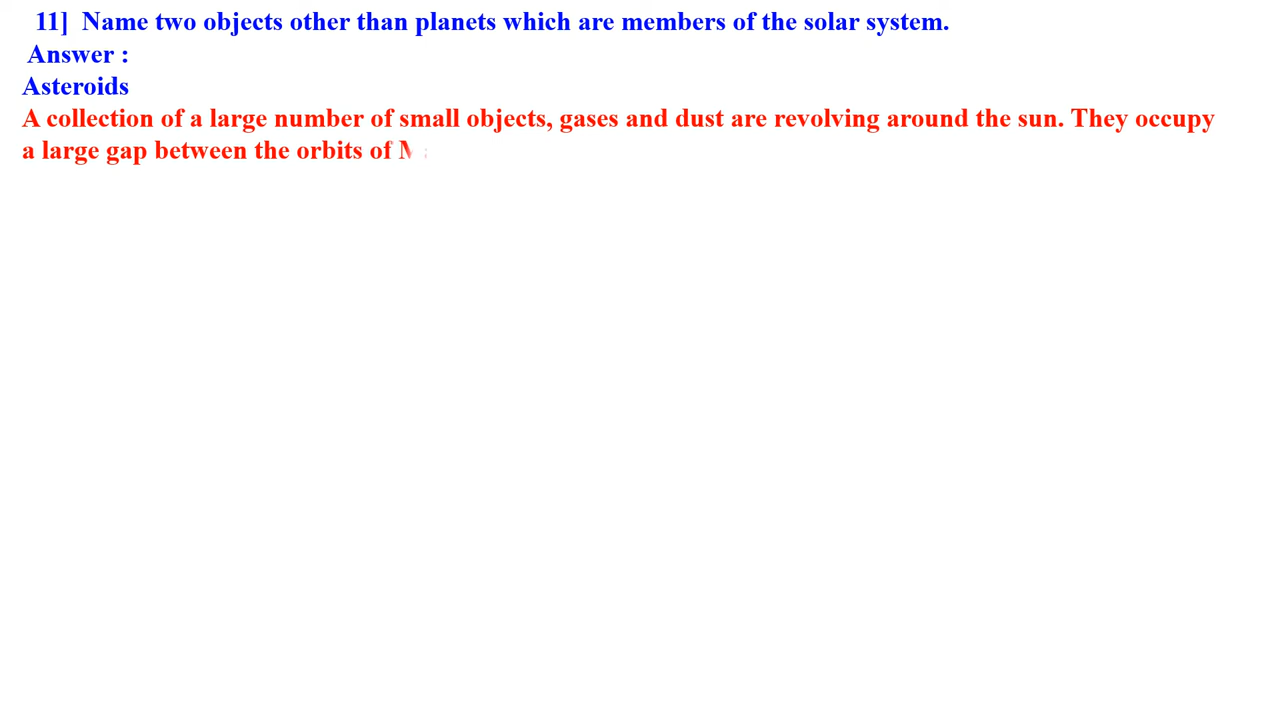 11] Name two objects other than planets which are members of the solar system.
Answer :
Asteroids
A collection of a large number of small objects, gases and dust are revolving around the sun. They occupy
a large gap between the orbits of